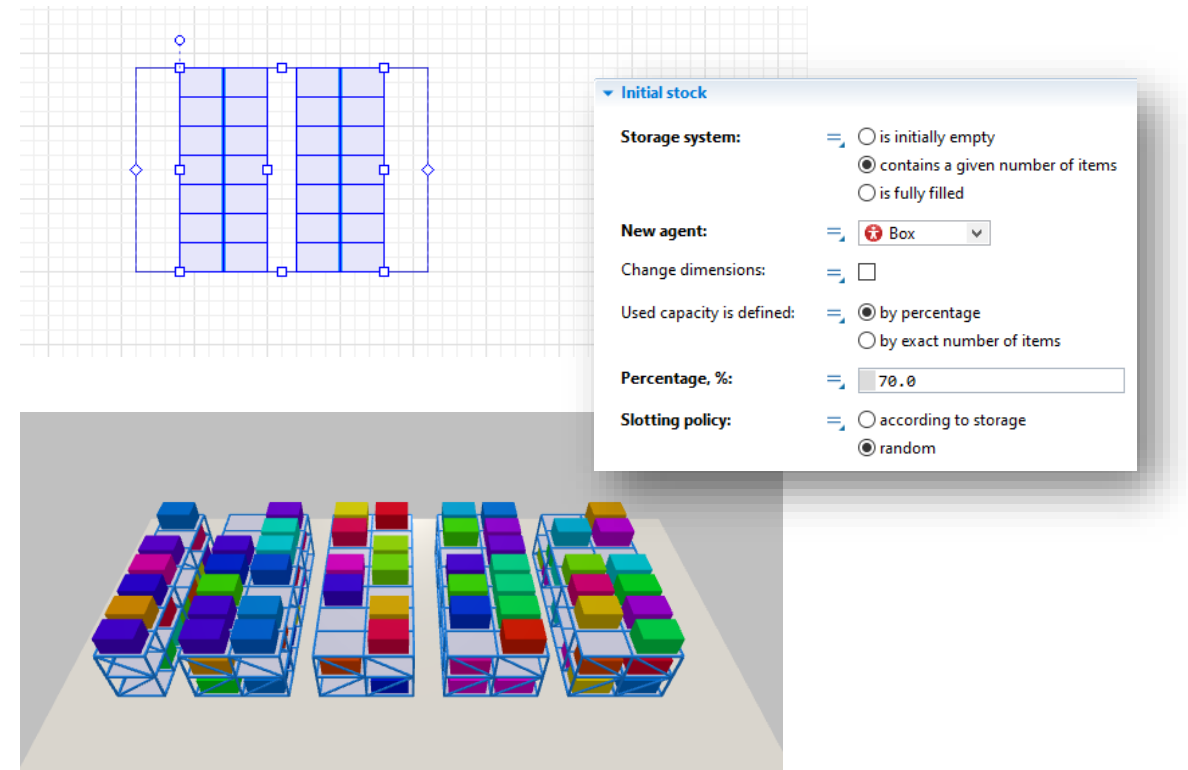 Initial stock
Storage system:
is initially empty
contains a given number of items
is fully filled
New agent:
Box
Change dimensions:
Used capacity is defined:
by percentage
by exact number of items
Percentage, %:
70.0
Slotting policy:
according to storage
random